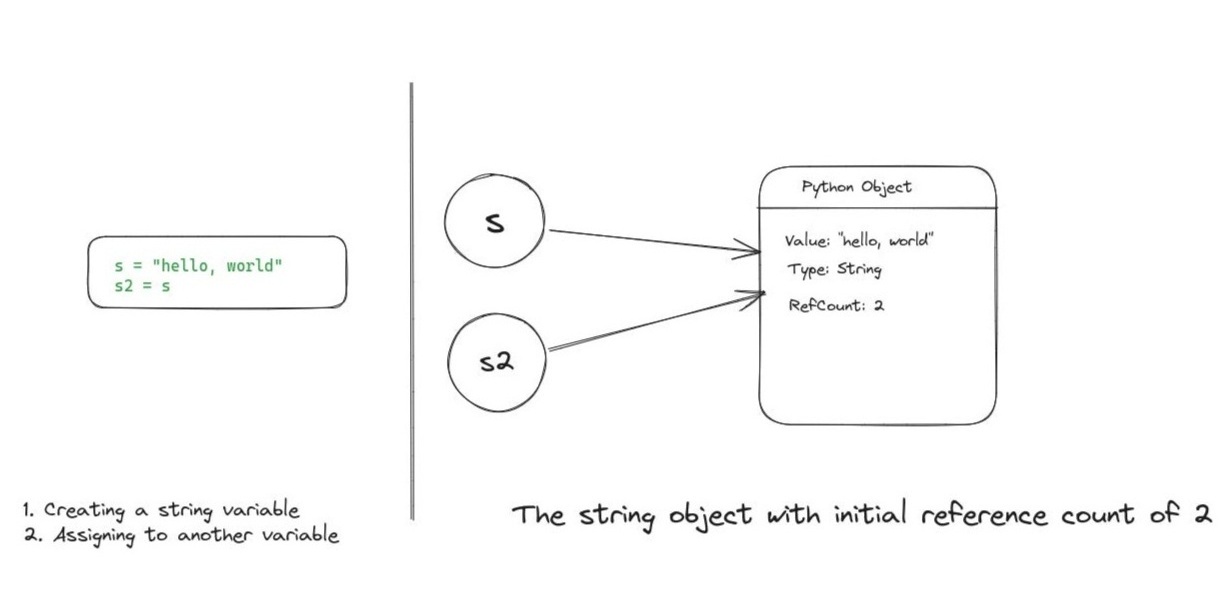 s = "hello, world"
s2 = s
1. Creating a string variable
2. Assigning to another variable
s
s2
Python Object
Value: "hello, world"
Type: String
RefCount: 2
The string object with initial reference count of 2